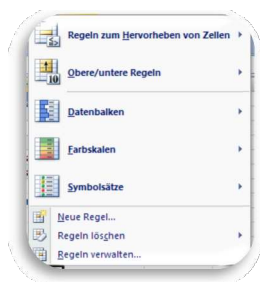 Regeln zum Hervorheben von Zellen
Obere/untere Regeln
Datenbalken
Farbskalen
Symbolsätze
Neue Regel...
Regeln löschen
Regeln verwalten...